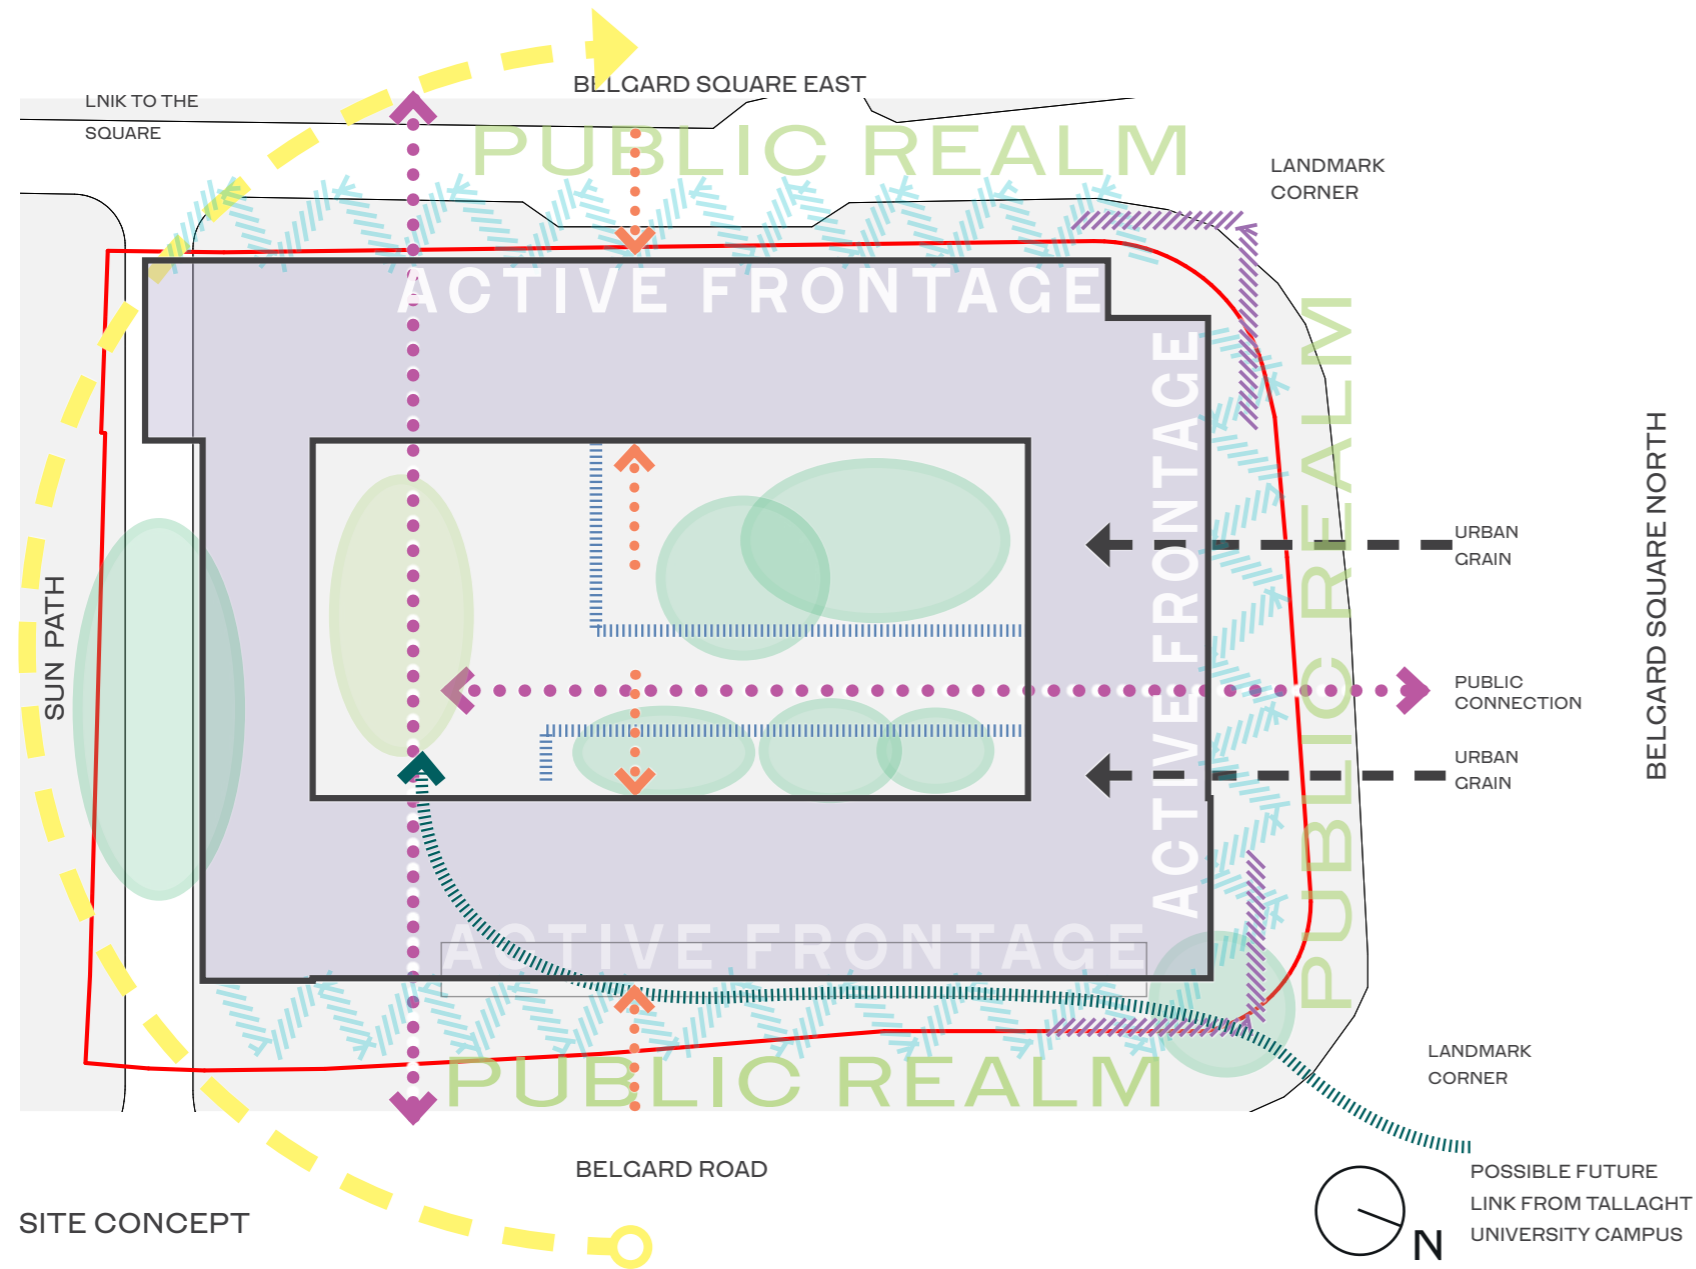 BELGARD SQUARE EAST
LNIK TO THE
SQUARE
PUBLIC REALM
LANDMARK
CORNER
ACTIVE FRONTAGE
ACTIVE FRONTAGE
PUBLIC REALM
BELGARD SQUARE NORTH
URBAN
GRAIN
SUN PATH
PUBLIC
CONNECTION
URBAN
GRAIN
ACTIVE FRONTAGE
PUBLIC REALM
LANDMARK
CORNER
BELGARD ROAD
SITE CONCEPT
N
POSSIBLE FUTURE
LINK FROM TALLAGHT
UNIVERSITY CAMPUS